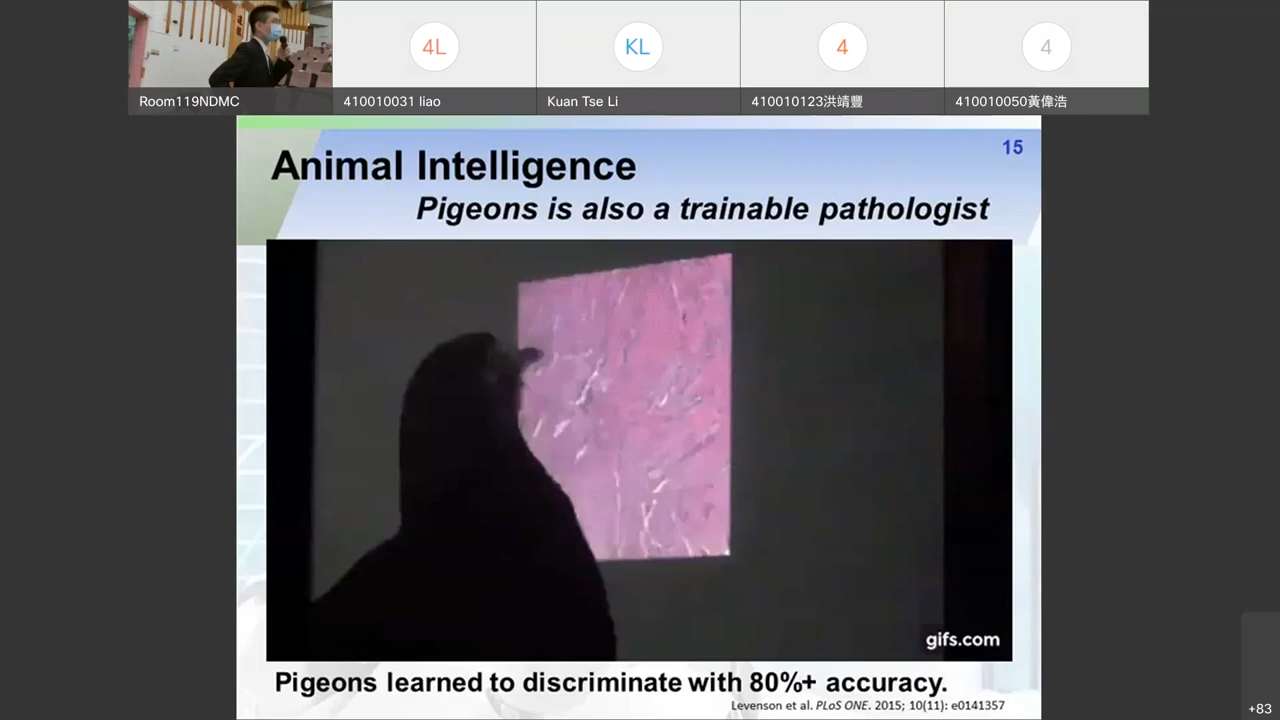 4L
KL
4
4
Room119NDMC
410010031 liao
Kuan Tse Li
410010123洪靖豐
410010050黃偉浩
15
Animal Intelligence
Pigeons is also a trainable pathologist
gifs.com
Pigeons learned to discriminate with 80%+ accuracy.
Levenson et al. PLoS ONE. 2015; 10(11): e0141357
+83